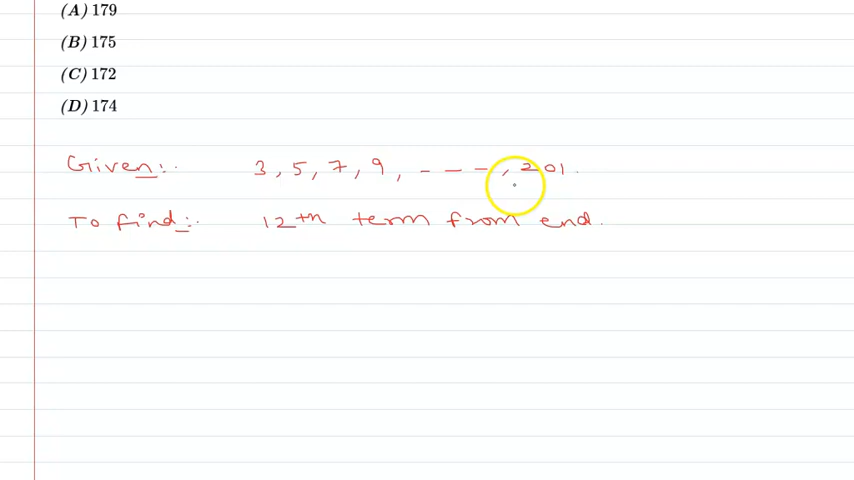 (A) 179
(B) 175
(C) 172
(D) 174
Given:- 3, 5, 7, 9, - - - , 201.
To find:- 12th term from end.